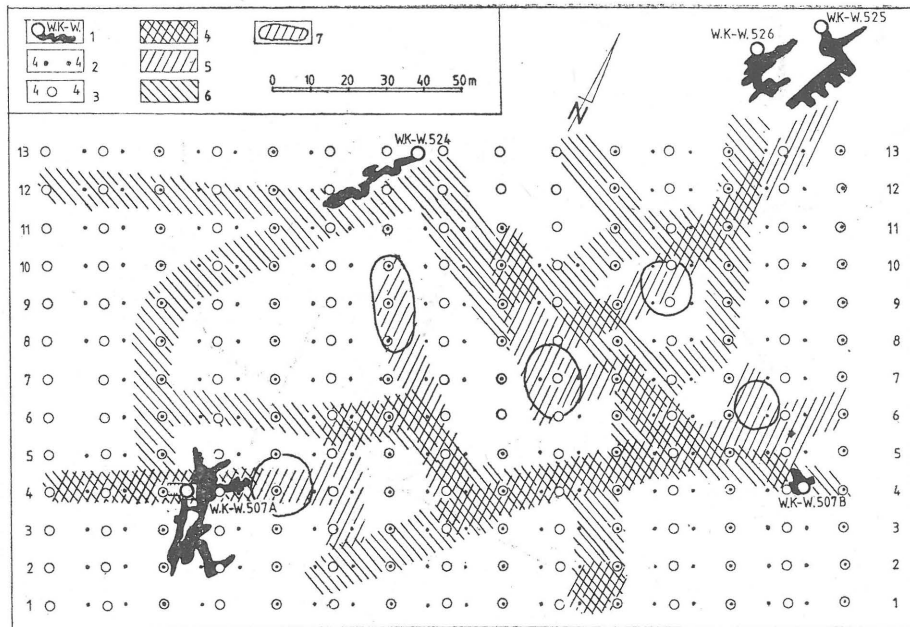 W.K-W. 1 4 7
4 4 2 5
4 4 3 6
0 10 20 30 40 50 m
N
W.K-W.525
W.K-W.526
W.K-W.524
13 13
12 12
11 11
10 10
9 9
8 8
7 7
6 6
5 5
4 4
W.K-W.507A W.K-W.507B
3 3
2 2
1 1